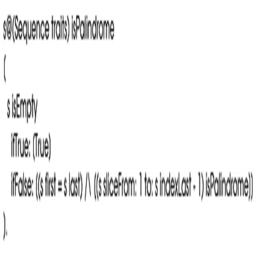 s@(Sequence traits) isPalindrome
[
s isEmpty
ifTrue: [True]
ifFalse: [(s first = s last) /\ [(s sliceFrom: 1 to: s indexLast - 1) isPalindrome]]
].